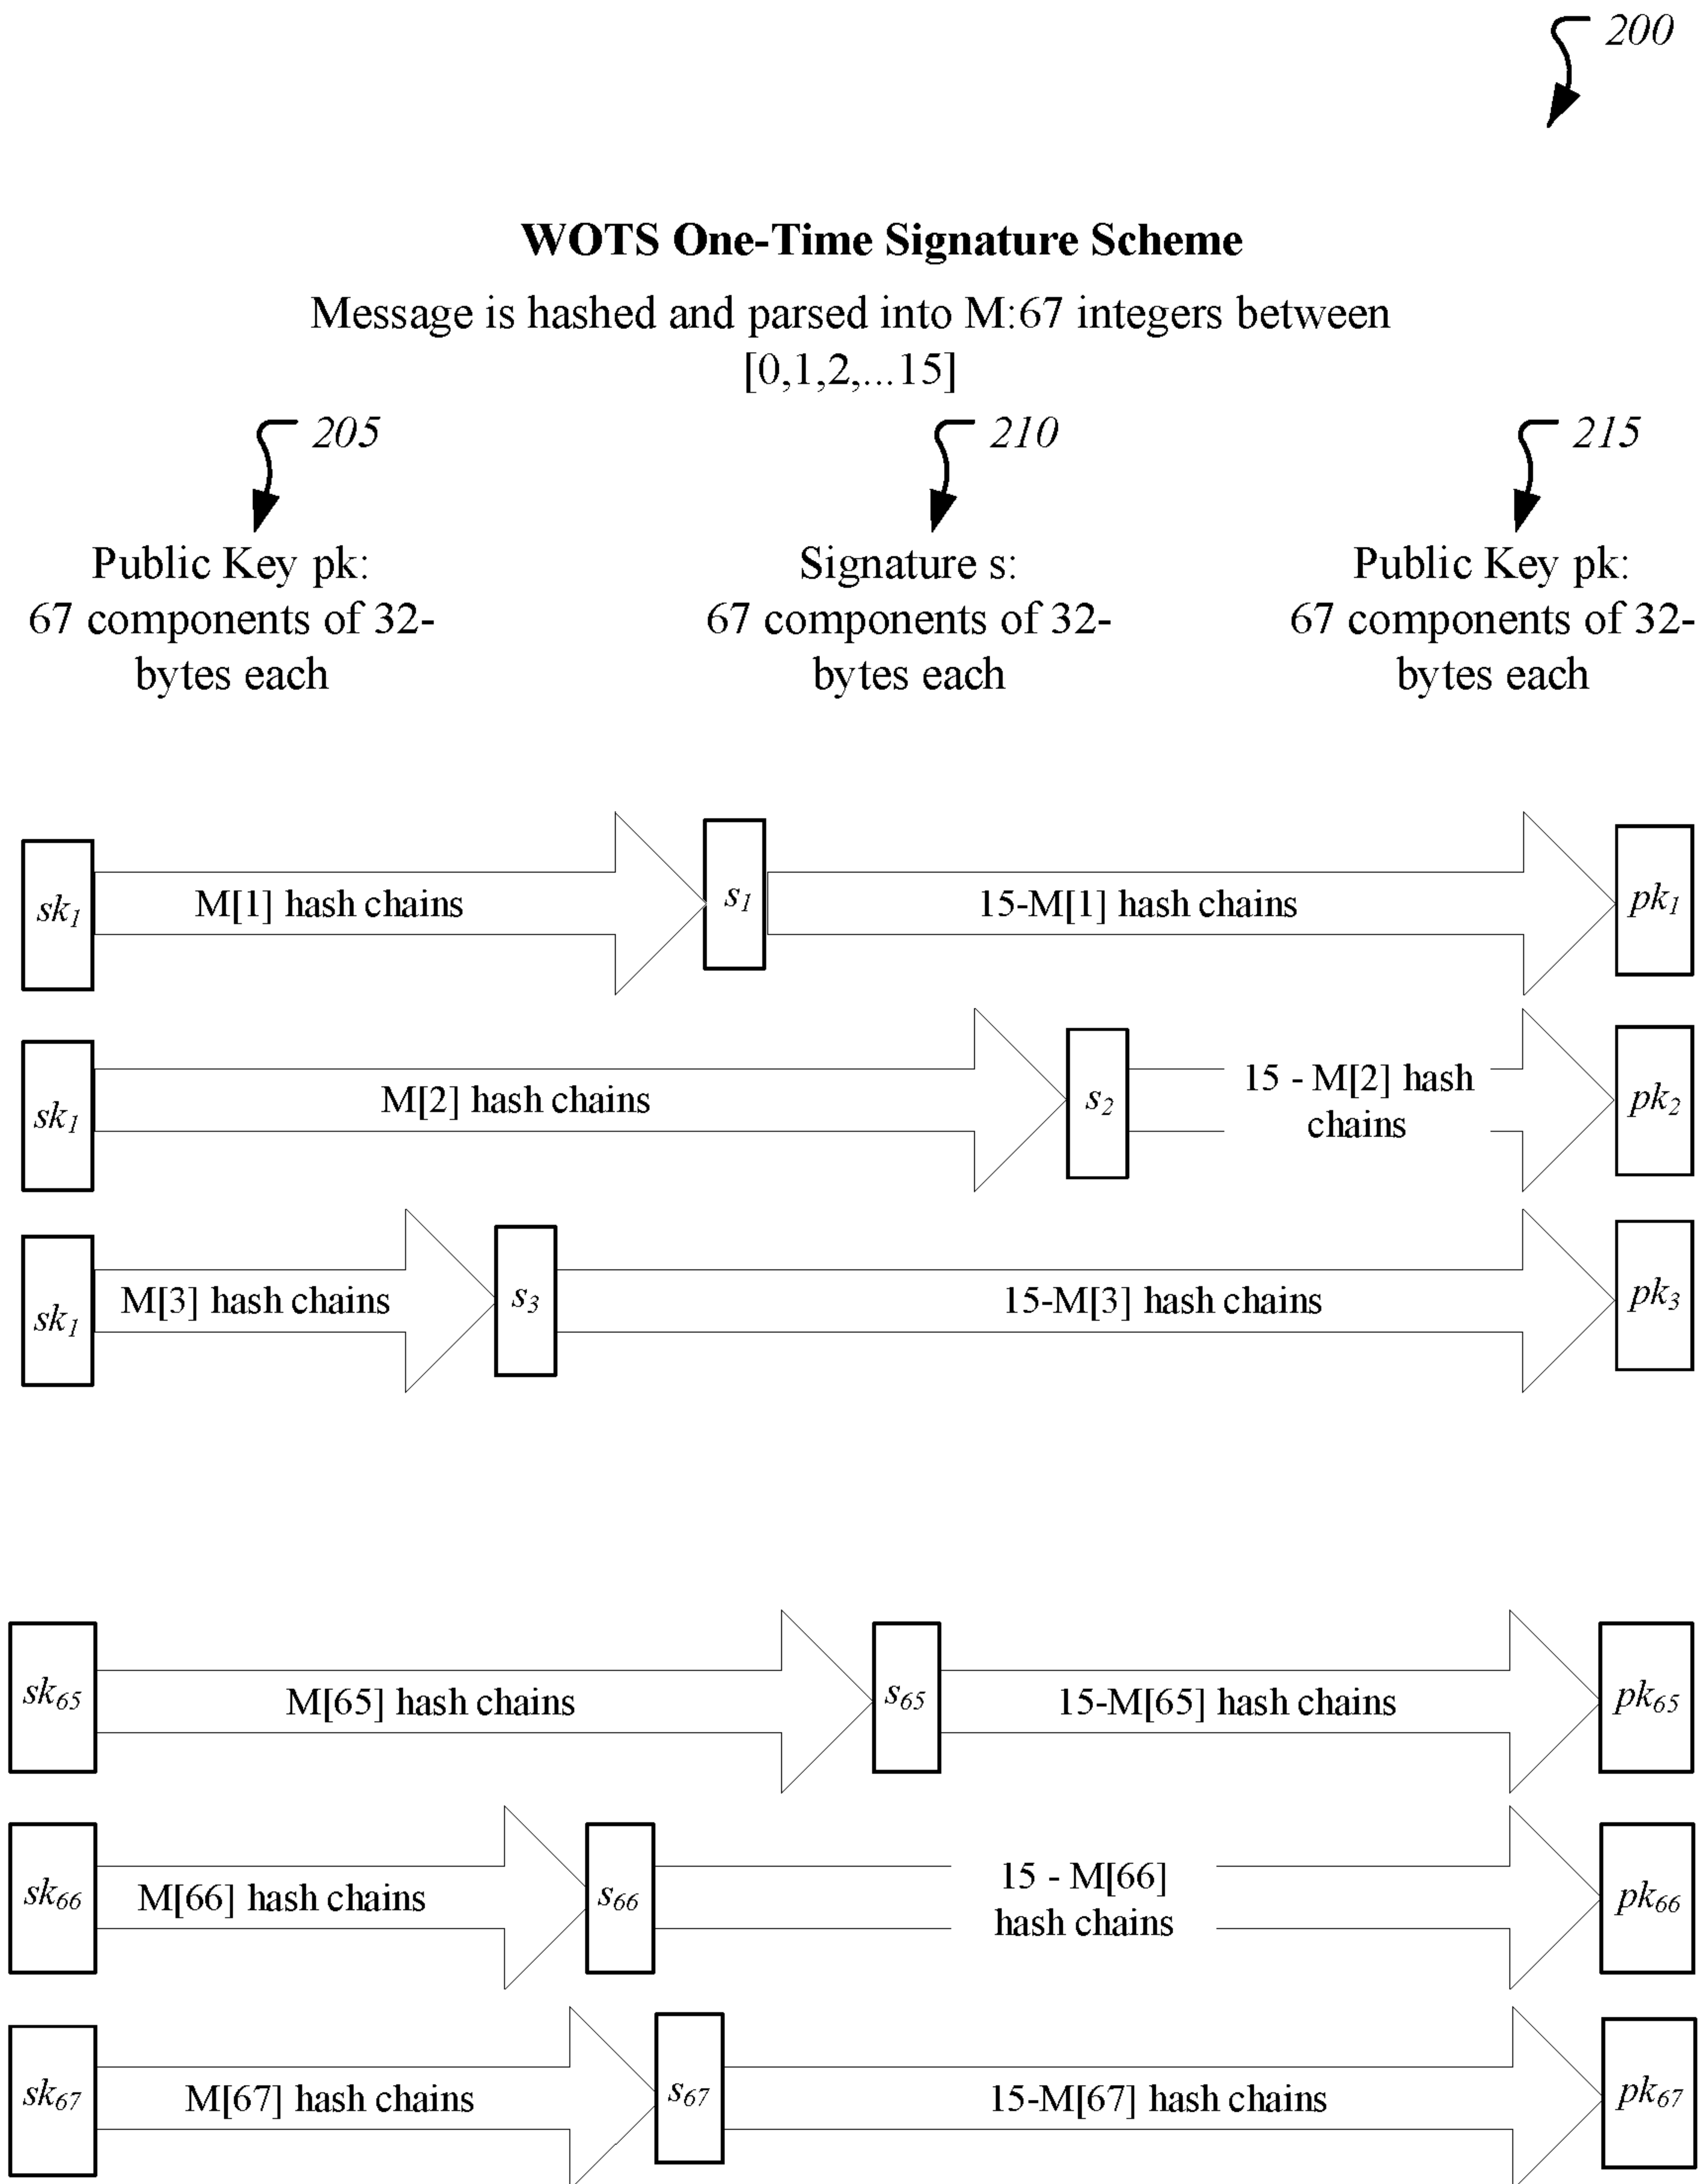 200
WOTS One-Time Signature Scheme
Message is hashed and parsed into M:67 integers between
[0,1,2,...15]
205
210
215
Public Key pk:
67 components of 32-
bytes each
Signature s:
67 components of 32-
bytes each
Public Key pk:
67 components of 32-
bytes each
sk1
M[1] hash chains
s1
15-M[1] hash chains
pk1
sk1
M[2] hash chains
s2
15 - M[2] hash
chains
pk2
sk1
M[3] hash chains
s3
15-M[3] hash chains
pk3
sk65
M[65] hash chains
s65
15-M[65] hash chains
pk65
sk66
M[66] hash chains
s66
15 - M[66]
hash chains
pk66
sk67
M[67] hash chains
s67
15-M[67] hash chains
pk67